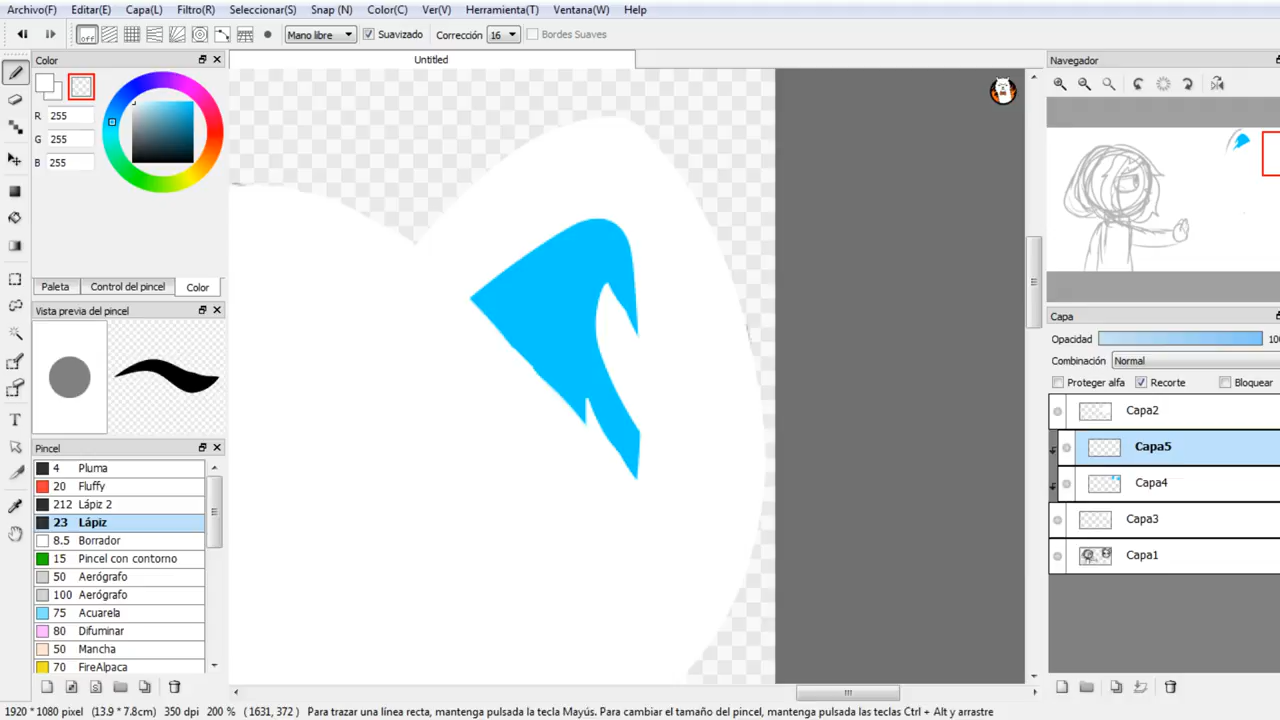 Archivo(F) Editar(E) Capa(L) Filtro(R) Seleccionar(S) Snap (N) Color(C) Ver(V) Herramienta(T) Ventana(W) Help
Off Mano libre Suavizado Corrección 16 Bordes Suaves
Color
Untitled
Navegador
R 255
G 255
B 255
Paleta Control del pincel Color
Vista previa del pincel
Capa
Opacidad 100
Combinación Normal
Proteger alfa Recorte Bloquear
Capa2
Capa5
Capa4
Capa3
Capa1
Pincel
4 Pluma
20 Fluffy
212 Lápiz 2
23 Lápiz
8.5 Borrador
15 Pincel con contorno
50 Aerógrafo
100 Aerógrafo
75 Acuarela
80 Difuminar
50 Mancha
70 FireAlpaca
1920 * 1080 pixel (13.9 * 7.8cm) 350 dpi 200 % ( 1631, 372 ) Para trazar una línea recta, mantenga pulsada la tecla Mayús. Para cambiar el tamaño del pincel, mantenga pulsada las teclas Ctrl + Alt y arrastre